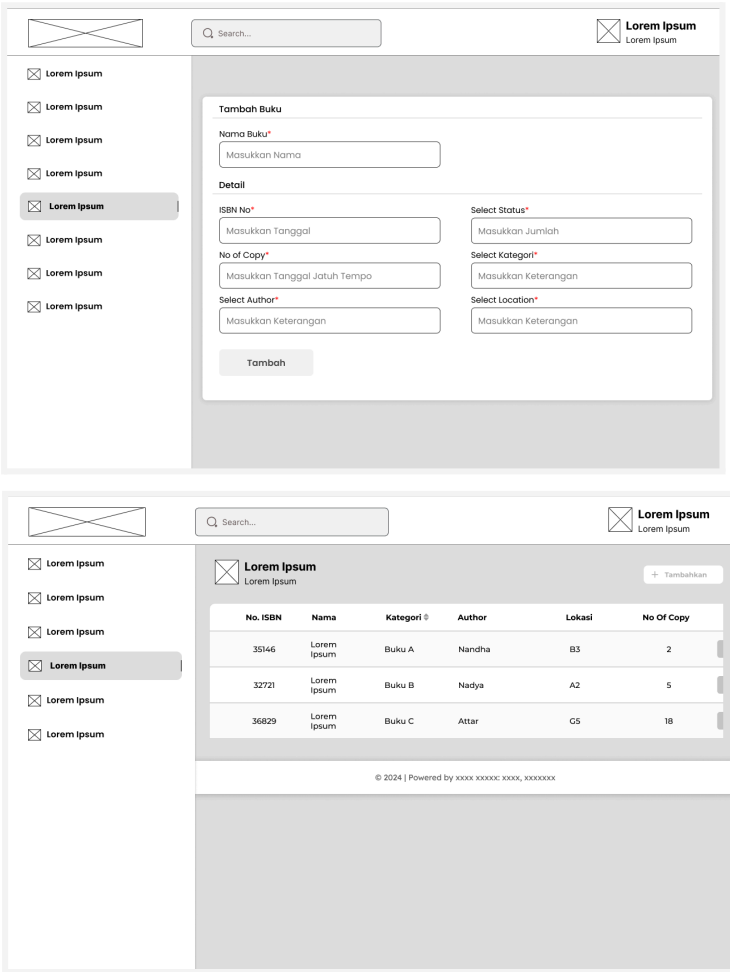 Search...
Lorem Ipsum
Lorem Ipsum
Lorem Ipsum
Lorem Ipsum
Lorem Ipsum
Lorem Ipsum
Lorem Ipsum
Lorem Ipsum
Lorem Ipsum
Lorem Ipsum
Tambah Buku
Nama Buku*
Masukkan Nama
Detail
ISBN No*
Select Status*
Masukkan Tanggal
Masukkan Jumlah
No of Copy*
Select Kategori*
Masukkan Tanggal Jatuh Tempo
Masukkan Keterangan
Select Author*
Select Location*
Masukkan Keterangan
Masukkan Keterangan
Tambah
Search...
Lorem Ipsum
Lorem Ipsum
Lorem Ipsum
Lorem Ipsum
Lorem Ipsum
Lorem Ipsum
Lorem Ipsum
Lorem Ipsum
Lorem Ipsum
Lorem Ipsum
+ Tambahkan
No. ISBN Nama Kategori Author Lokasi No Of Copy
35146 Lorem Ipsum Buku A Nandha B3 2
32721 Lorem Ipsum Buku B Nadya A2 5
36829 Lorem Ipsum Buku C Attar G5 18
© 2024 | Powered by xxxx xxxxx: xxxx, xxxxxxx